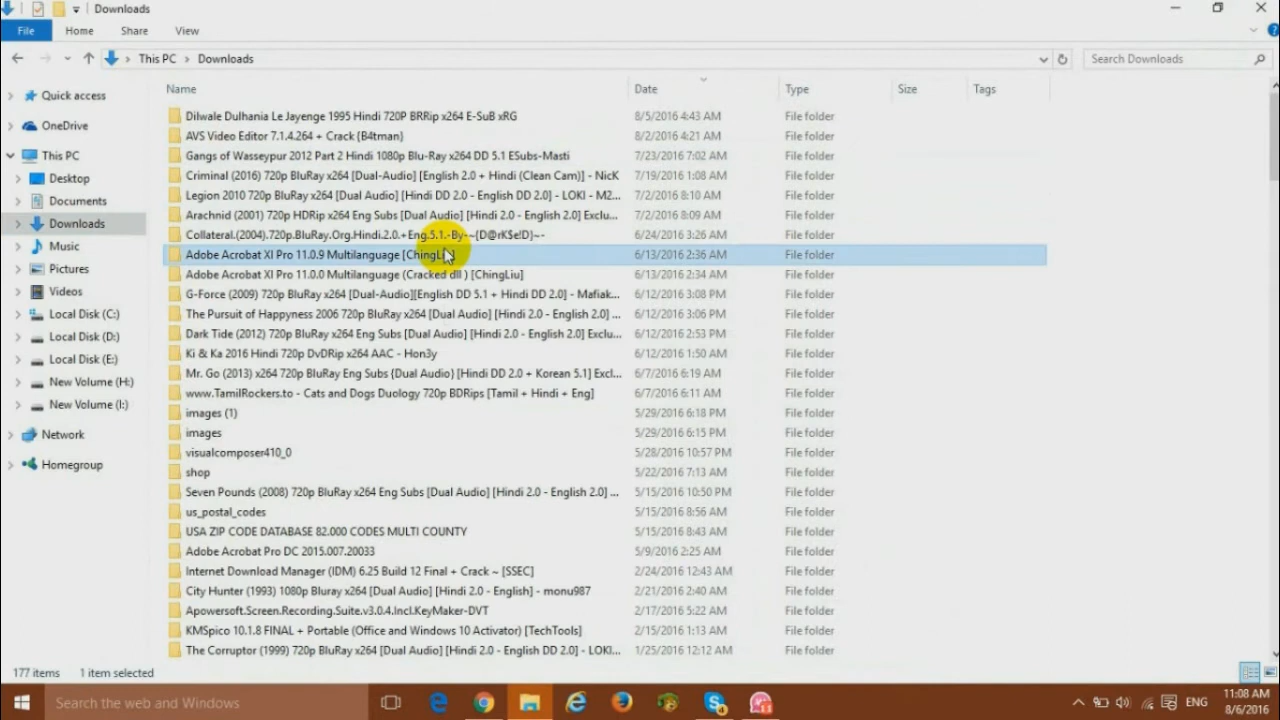 Downloads
File Home Share View
This PC Downloads
Search Downloads
Name Date Type Size Tags
Quick access
OneDrive
This PC
Desktop
Documents
Downloads
Music
Pictures
Videos
Local Disk (C:)
Local Disk (D:)
Local Disk (E:)
New Volume (H:)
New Volume (I:)
Network
Homegroup
Dilwale Dulhania Le Jayenge 1995 Hindi 720P BRRip x264 E-SuB xRG 8/5/2016 4:43 AM File folder
AVS Video Editor 7.1.4.264 + Crack {B4tman} 8/2/2016 4:21 AM File folder
Gangs of Wasseypur 2012 Part 2 Hindi 1080p Blu-Ray x264 DD 5.1 ESubs-Masti 7/23/2016 7:02 AM File folder
Criminal (2016) 720p BluRay x264 [Dual-Audio] [English 2.0 + Hindi (Clean Cam)] - NicK 7/19/2016 1:08 AM File folder
Legion 2010 720p BluRay x264 [Dual Audio] [Hindi DD 2.0 - English DD 2.0] - LOKI - M2... 7/2/2016 8:10 AM File folder
Arachnid (2001) 720p HDRip x264 Eng Subs [Dual Audio] [Hindi 2.0 - English 2.0] Exclu... 7/2/2016 8:09 AM File folder
Collateral.(2004).720p.BluRay.Org.Hindi.2.0.+Eng.5.1.-By-~{D@rK$e!D}~- 6/24/2016 3:26 AM File folder
Adobe Acrobat XI Pro 11.0.9 Multilanguage [ChingLiu] 6/13/2016 2:36 AM File folder
Adobe Acrobat XI Pro 11.0.0 Multilanguage (Cracked dll ) [ChingLiu] 6/13/2016 2:34 AM File folder
G-Force (2009) 720p BluRay x264 [Dual-Audio][English DD 5.1 + Hindi DD 2.0] - Mafiak... 6/12/2016 3:08 PM File folder
The Pursuit of Happyness 2006 720p BluRay x264 [Dual Audio] [Hindi 2.0 - English 2.0] ... 6/12/2016 3:06 PM File folder
Dark Tide (2012) 720p BluRay x264 Eng Subs [Dual Audio] [Hindi 2.0 - English 2.0] Exclu... 6/12/2016 2:53 PM File folder
Ki & Ka 2016 Hindi 720p DvDRip x264 AAC - Hon3y 6/12/2016 1:50 AM File folder
Mr. Go (2013) x264 720p BluRay Eng Subs {Dual Audio} [Hindi DD 2.0 + Korean 5.1] Excl... 6/7/2016 6:19 AM File folder
www.TamilRockers.to - Cats and Dogs Duology 720p BDRips [Tamil + Hindi + Eng] 6/7/2016 6:11 AM File folder
images (1) 5/29/2016 6:18 PM File folder
images 5/29/2016 6:15 PM File folder
visualcomposer410_0 5/28/2016 10:57 PM File folder
shop 5/22/2016 7:13 AM File folder
Seven Pounds (2008) 720p BluRay x264 Eng Subs [Dual Audio] [Hindi 2.0 - English 2.0] ... 5/15/2016 10:50 PM File folder
us_postal_codes 5/15/2016 8:56 AM File folder
USA ZIP CODE DATABASE 82.000 CODES MULTI COUNTY 5/15/2016 8:43 AM File folder
Adobe Acrobat Pro DC 2015.007.20033 5/9/2016 2:25 AM File folder
Internet Download Manager (IDM) 6.25 Build 12 Final + Crack ~ [SSEC] 2/24/2016 12:43 AM File folder
City Hunter (1993) 1080p Bluray x264 [Dual Audio] [Hindi 2.0 - English] - monu987 2/21/2016 2:40 AM File folder
Apowersoft.Screen.Recording.Suite.v3.0.4.Incl.KeyMaker-DVT 2/17/2016 5:22 AM File folder
KMSpico 10.1.8 FINAL + Portable (Office and Windows 10 Activator) [TechTools] 2/15/2016 1:13 AM File folder
The Corruptor (1999) 720p BluRay x264 [Dual Audio] [Hindi 2.0 - English DD 2.0] - LOKI... 1/25/2016 12:12 AM File folder
177 items 1 item selected
Search the web and Windows
ENG
11:08 AM
8/6/2016